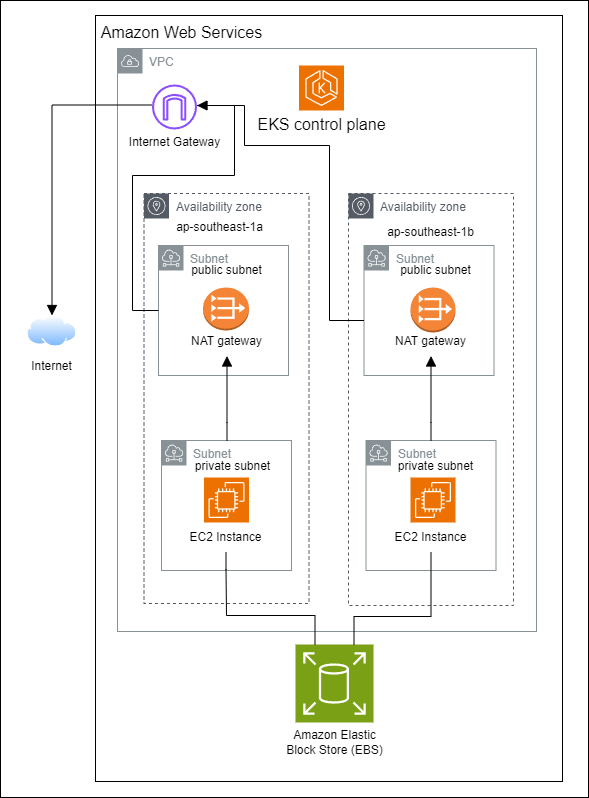 Amazon Web Services
VPC
K
EKS control plane
Internet Gateway
Availability zone
ap-southeast-1a
Availability zone
ap-southeast-1b
Subnet
public subnet
NAT gateway
Subnet
public subnet
NAT gateway
Internet
Subnet
private subnet
EC2 Instance
Subnet
private subnet
EC2 Instance
Amazon Elastic
Block Store (EBS)